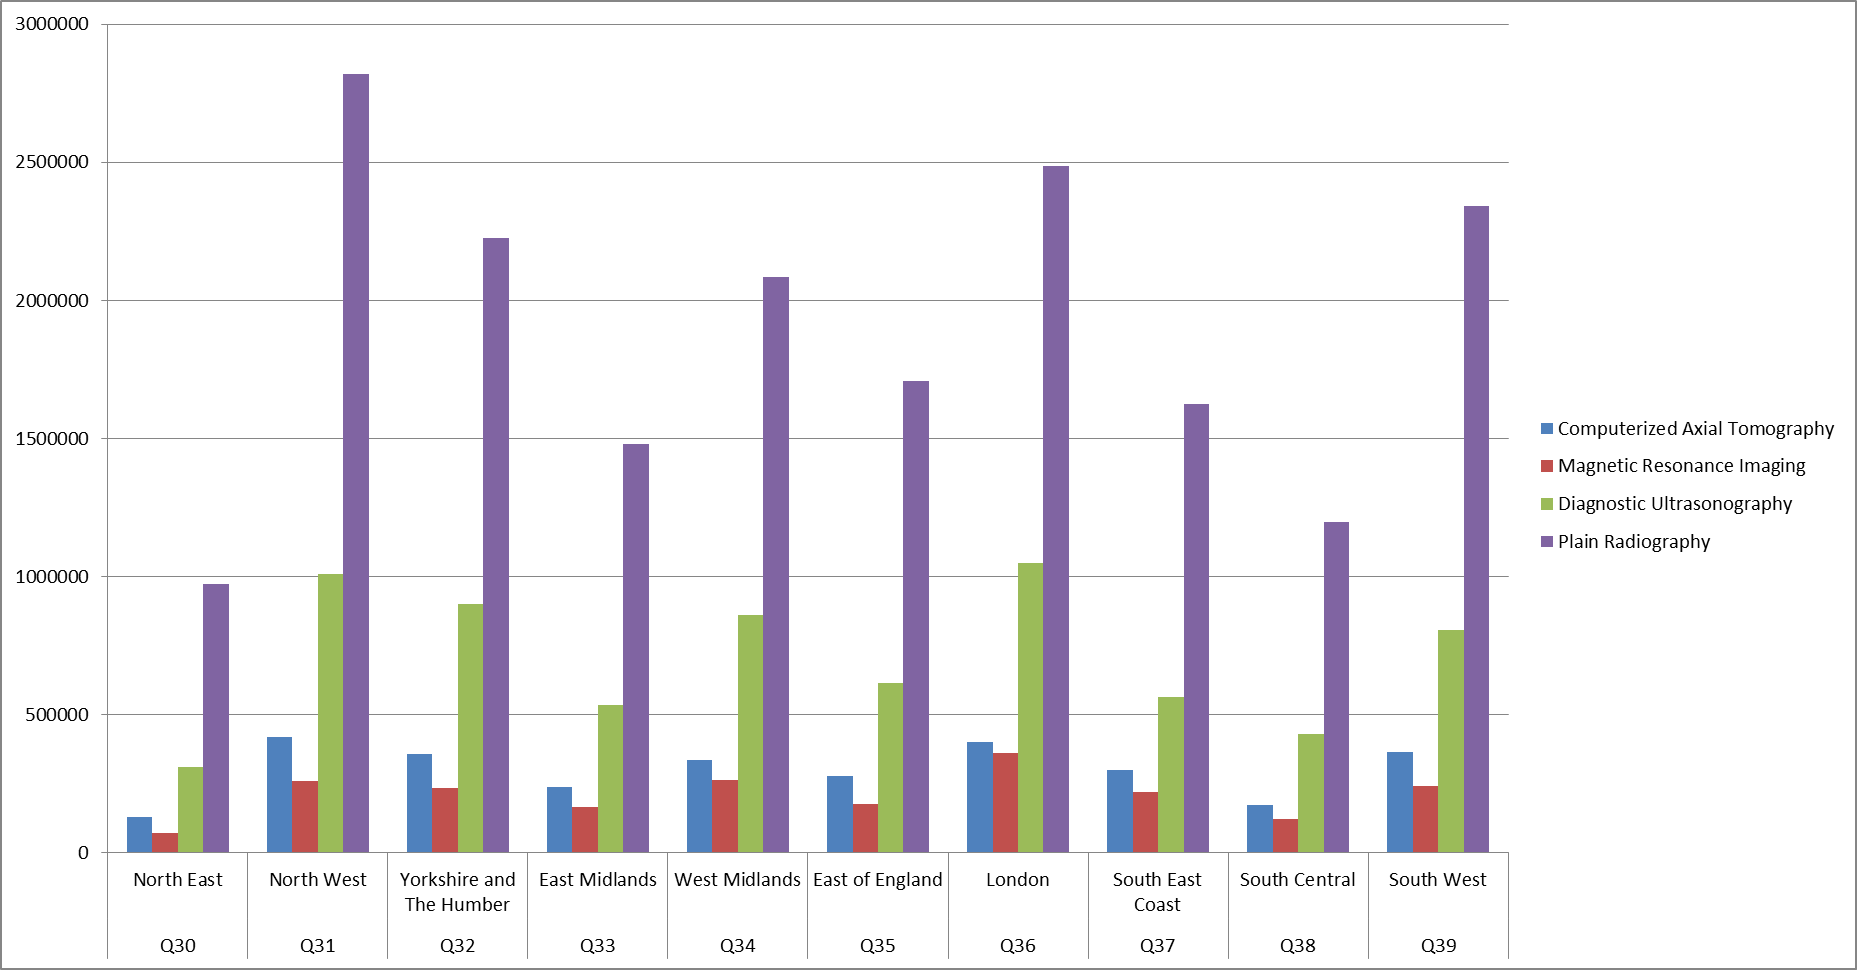 3000000
2500000
2000000
1500000
1000000
500000
0
Computerized Axial Tomography
Magnetic Resonance Imaging
Diagnostic Ultrasonography
Plain Radiography
North East
North West
Yorkshire and
The Humber
East Midlands
West Midlands
East of England
London
South East
Coast
South Central
South West
Q30
Q31
Q32
Q33
Q34
Q35
Q36
Q37
Q38
Q39